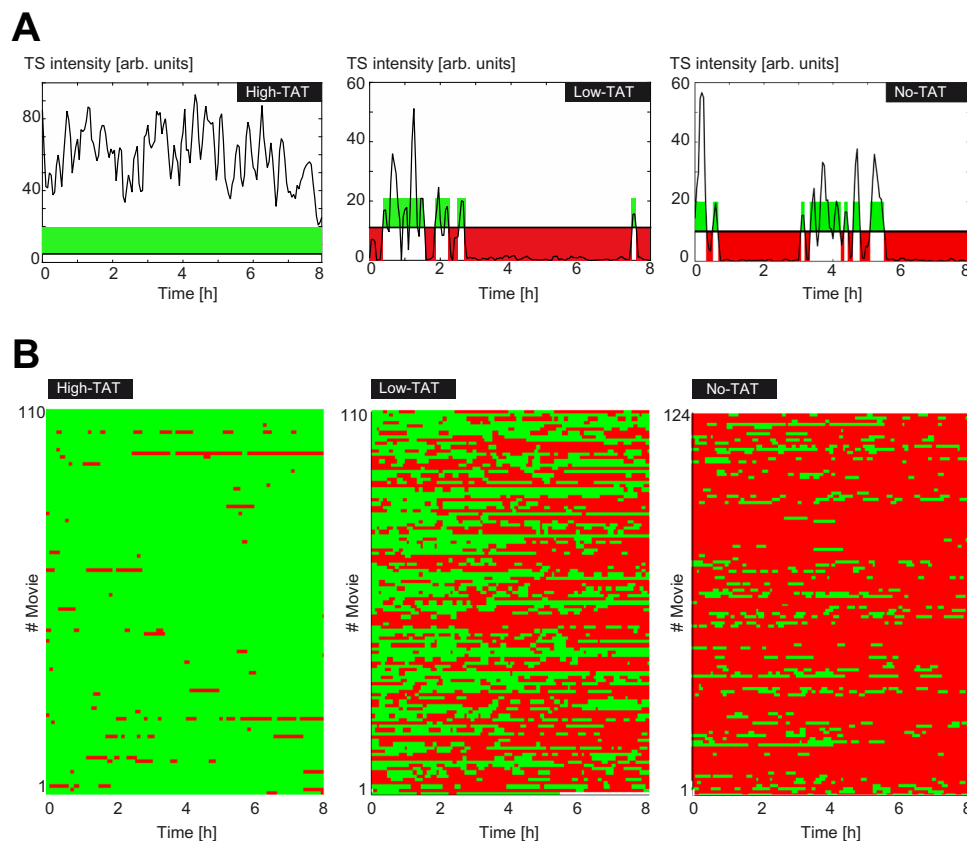 A
TS intensity [arb. units] TS intensity [arb. units] TS intensity [arb. units]
High-TAT Low-TAT No-TAT
80 60 60
40 40
40 20 20
0 0 0
0 2 4 6 8 0 2 4 6 8 0 2 4 6 8
Time [h] Time [h] Time [h]
B
High-TAT Low-TAT No-TAT
110 110 124
# Movie # Movie # Movie
1 1 1
0 2 4 6 8 0 2 4 6 8 0 2 4 6 8
Time [h] Time [h] Time [h]